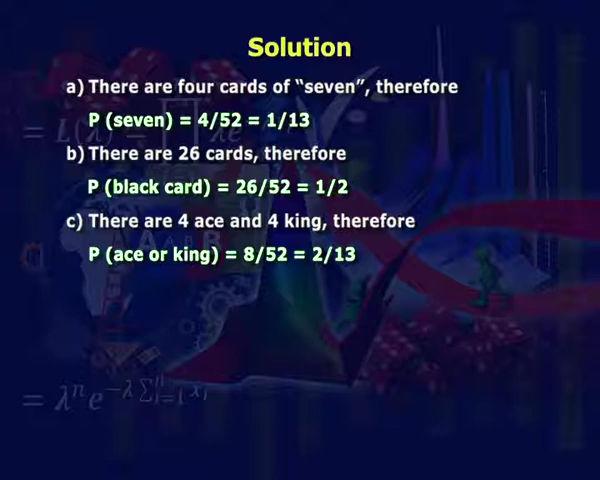 Solution
a) There are four cards of “seven”, therefore
P (seven) = 4/52 = 1/13
b) There are 26 cards, therefore
P (black card) = 26/52 = 1/2
c) There are 4 ace and 4 king, therefore
P (ace or king) = 8/52 = 2/13